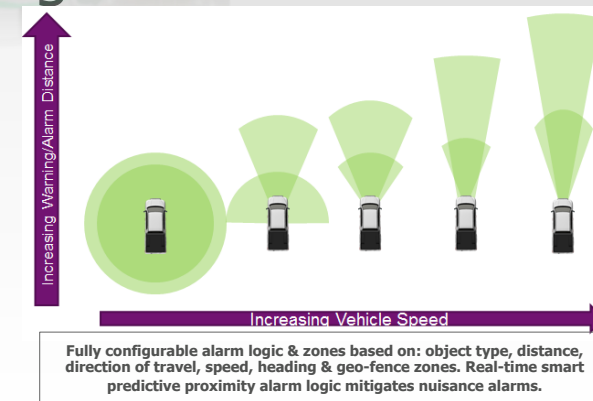 Increasing Warning/Alarm Distance
Increasing Vehicle Speed
Fully configurable alarm logic & zones based on: object type, distance,
direction of travel, speed, heading & geo-fence zones. Real-time smart
predictive proximity alarm logic mitigates nuisance alarms.